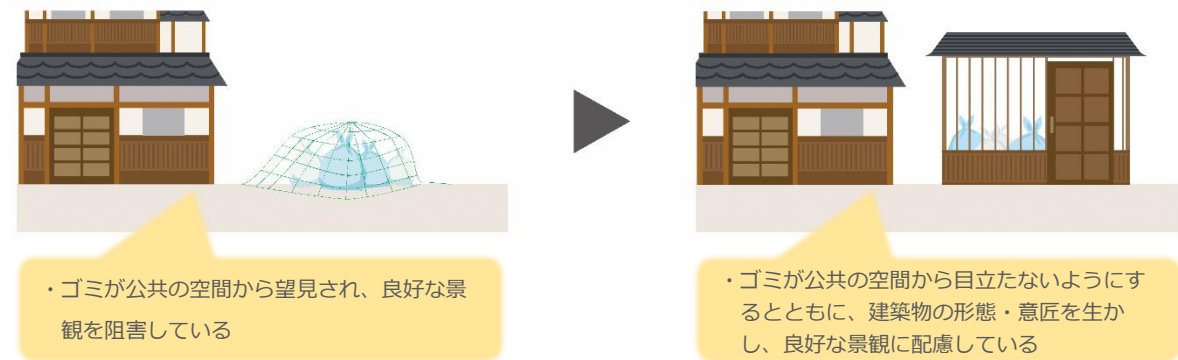 ・ゴミが公共の空間から望見され、良好な景
観を阻害している
・ゴミが公共の空間から目立たないようにす
るとともに、建築物の形態・意匠を生か
し、良好な景観に配慮している